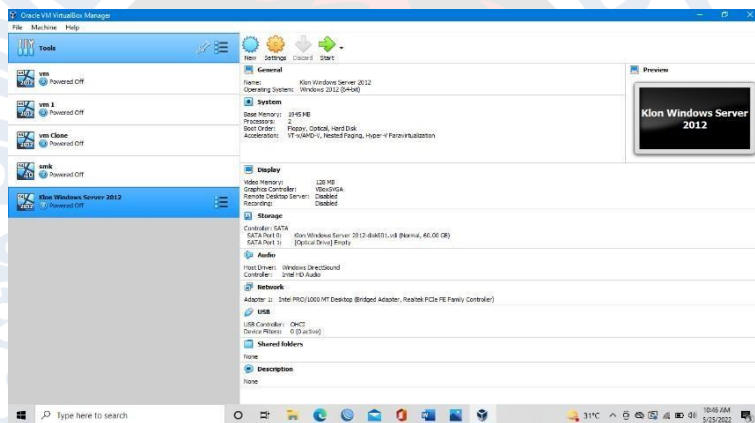 Oracle VM VirtualBox Manager
File Machine Help
Tools
New Settings Discard Start
vm
Powered Off
vm 1
Powered Off
vm Clone
Powered Off
smk
Powered Off
Klon Windows Server 2012
Powered Off
General
Name: Klon Windows Server 2012
Operating System: Windows 2012 (64-bit)
System
Base Memory: 1945 MB
Processors: 2
Boot Order: Floppy, Optical, Hard Disk
Acceleration: VT-x/AMD-V, Nested Paging, Hyper-V Paravirtualization
Preview
Klon Windows Server
2012
Display
Video Memory: 128 MB
Graphics Controller: VBoxSVGA
Remote Desktop Server: Disabled
Recording: Disabled
Storage
Controller: SATA
SATA Port 0: Klon Windows Server 2012-disk001.vdi (Normal, 60.00 GB)
SATA Port 1: [Optical Drive] Empty
Audio
Host Driver: Windows DirectSound
Controller: Intel HD Audio
Network
Adapter 1: Intel PRO/1000 MT Desktop (Bridged Adapter, Realtek PCIe FE Family Controller)
USB
USB Controller: OHCI
Device Filters: 0 (0 active)
Shared folders
None
Description
None
Type here to search
31°C
10:46 AM
5/25/2022